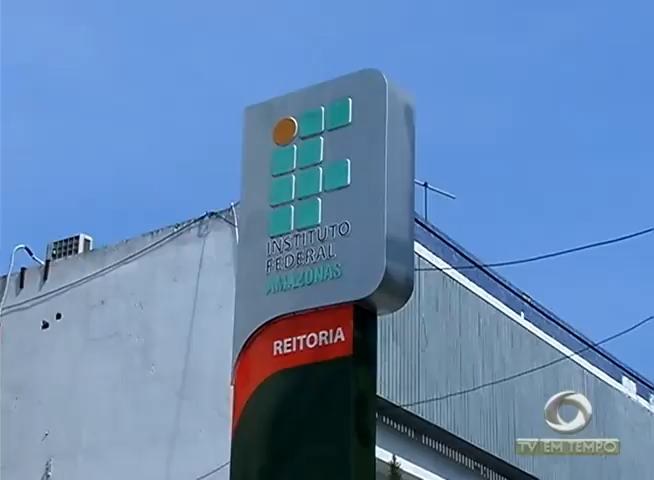 INSTITUTO
FEDERAL
AMAZONAS
REITORIA
TV EM TEMPO